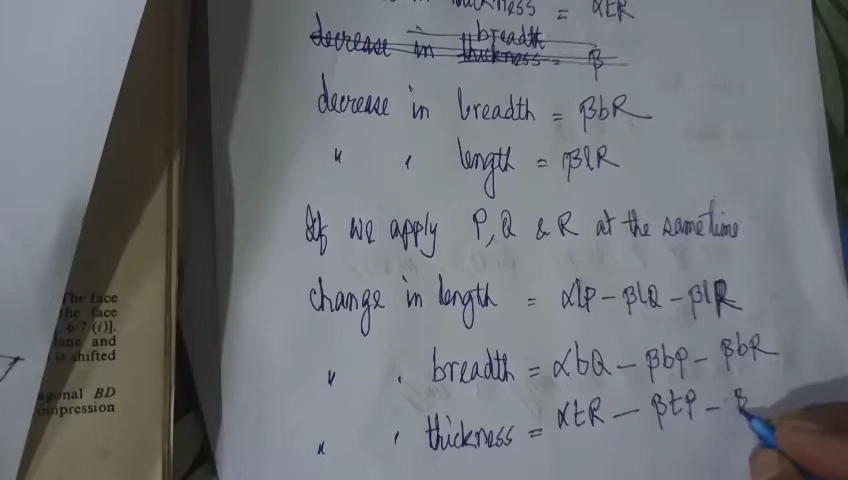 in thickness = αtR
breadth
decrease in thickness = β
decrease in breadth = βbR
〃 〃 length = βlR
If we apply P, Q & R at the same time
change in length = αlP - βlQ - βlR
〃 〃 breadth = αbQ - βbP - βbR
〃 〃 thickness = αtR - βtP - β
The face
the face
6·7 (i)].
plane and
is shifted
agonal BD
compression